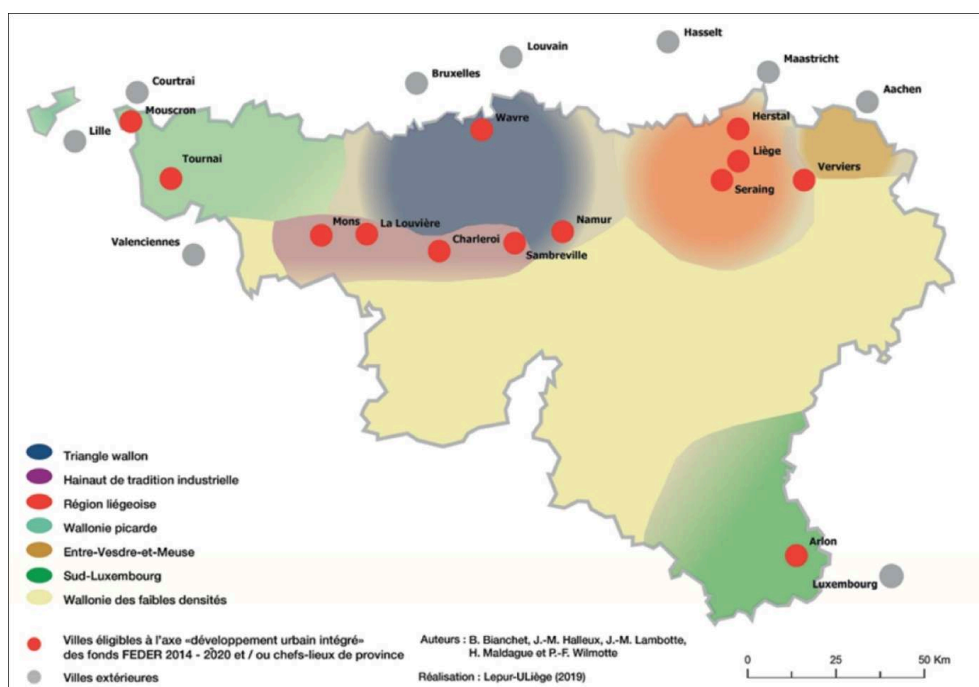 Hasselt
Louvain
Maastricht
Bruxelles
Courtrai
Aachen
Mouscron
Herstal
Wavre
Lille
Liège
Tournai
Verviers
Seraing
Mons
La Louvière
Namur
Valenciennes
Charleroi
Sambreville
Triangle wallon
Hainaut de tradition industrielle
Région liégeoise
Wallonie picarde
Entre-Vesdre-et-Meuse
Sud-Luxembourg
Wallonie des faibles densités
Arlon
Luxembourg
Villes éligibles à l'axe «développement urbain intégré»
des fonds FEDER 2014 - 2020 et / ou chefs-lieux de province
Villes extérieures
Auteurs : B. Bianchet, J.-M. Halleux, J.-M. Lambotte,
H. Maldague et P.-F. Wilmotte
Réalisation : Lepur-ULiège (2019)
0 25 50 Km